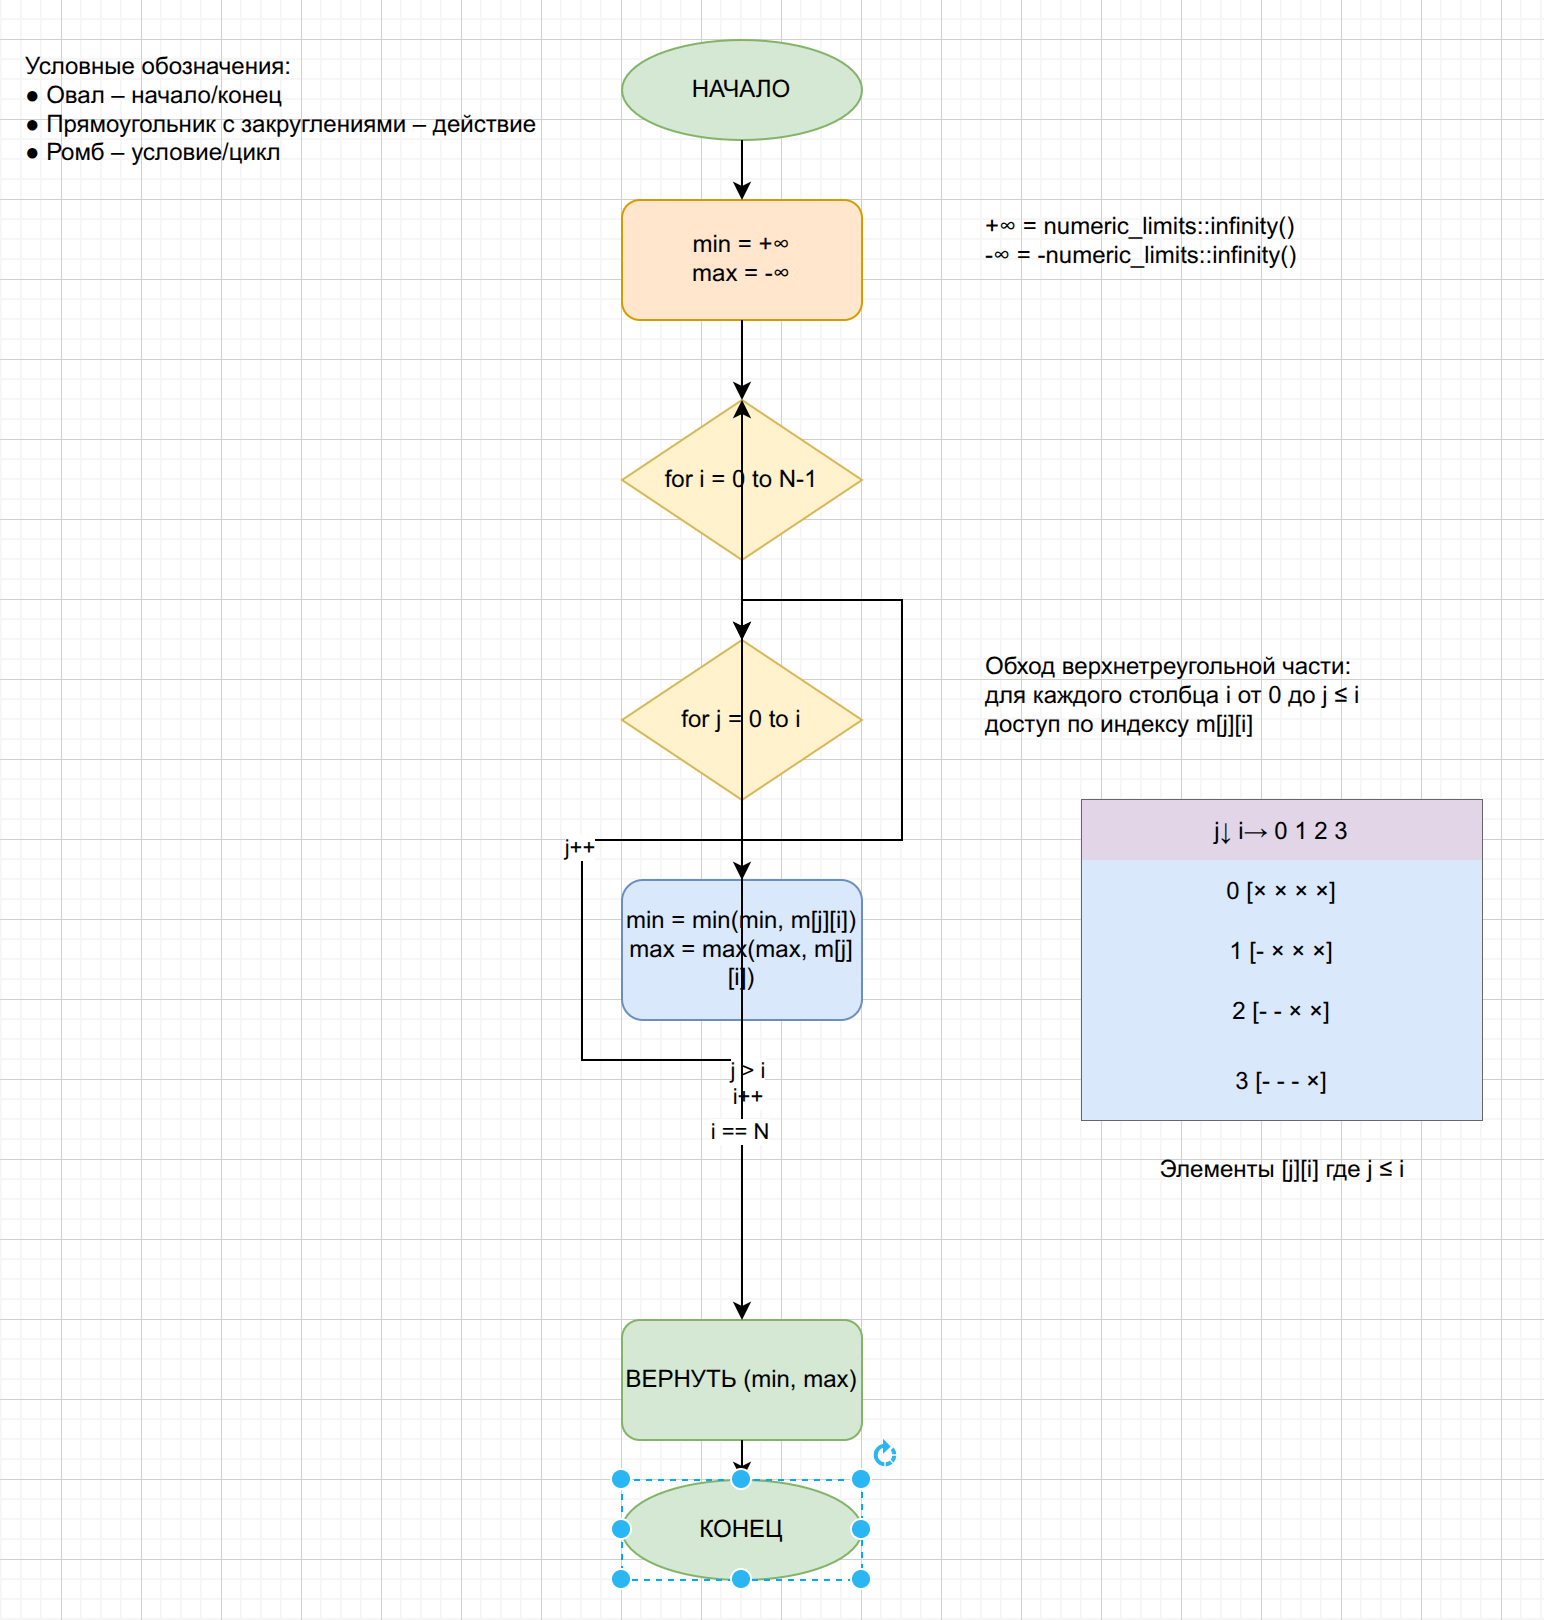 Условные обозначения:
● Овал – начало/конец
● Прямоугольник с закруглениями – действие
● Ромб – условие/цикл
НАЧАЛО
min = +∞
max = -∞
+∞ = numeric_limits::infinity()
-∞ = -numeric_limits::infinity()
for i = 0 to N-1
for j = 0 to i
Обход верхнетреугольной части:
для каждого столбца i от 0 до j ≤ i
доступ по индексу m[j][i]
j++
min = min(min, m[j][i])
max = max(max, m[j]
[i])
j > i
i++
i == N
j↓ i→ 0 1 2 3
0 [× × × ×]
1 [- × × ×]
2 [- - × ×]
3 [- - - ×]
Элементы [j][i] где j ≤ i
ВЕРНУТЬ (min, max)
КОНЕЦ